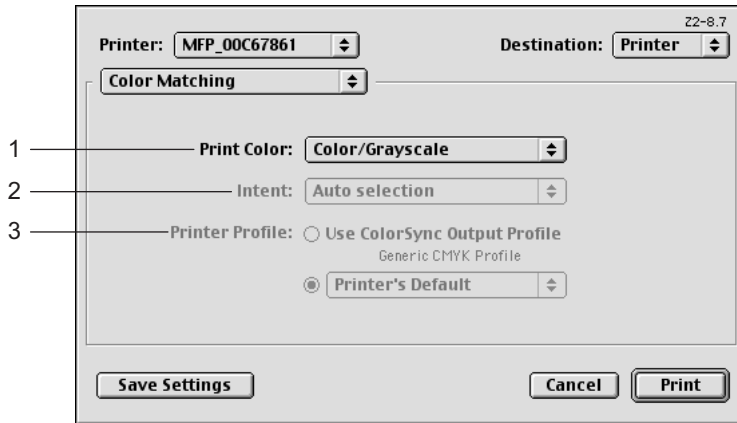 Z2-8.7
Printer: MFP_00C67861 Destination: Printer
Color Matching
1 Print Color: Color/Grayscale
2 Intent: Auto selection
3 Printer Profile: Use ColorSync Output Profile
Generic CMYK Profile
Printer's Default
Save Settings Cancel Print